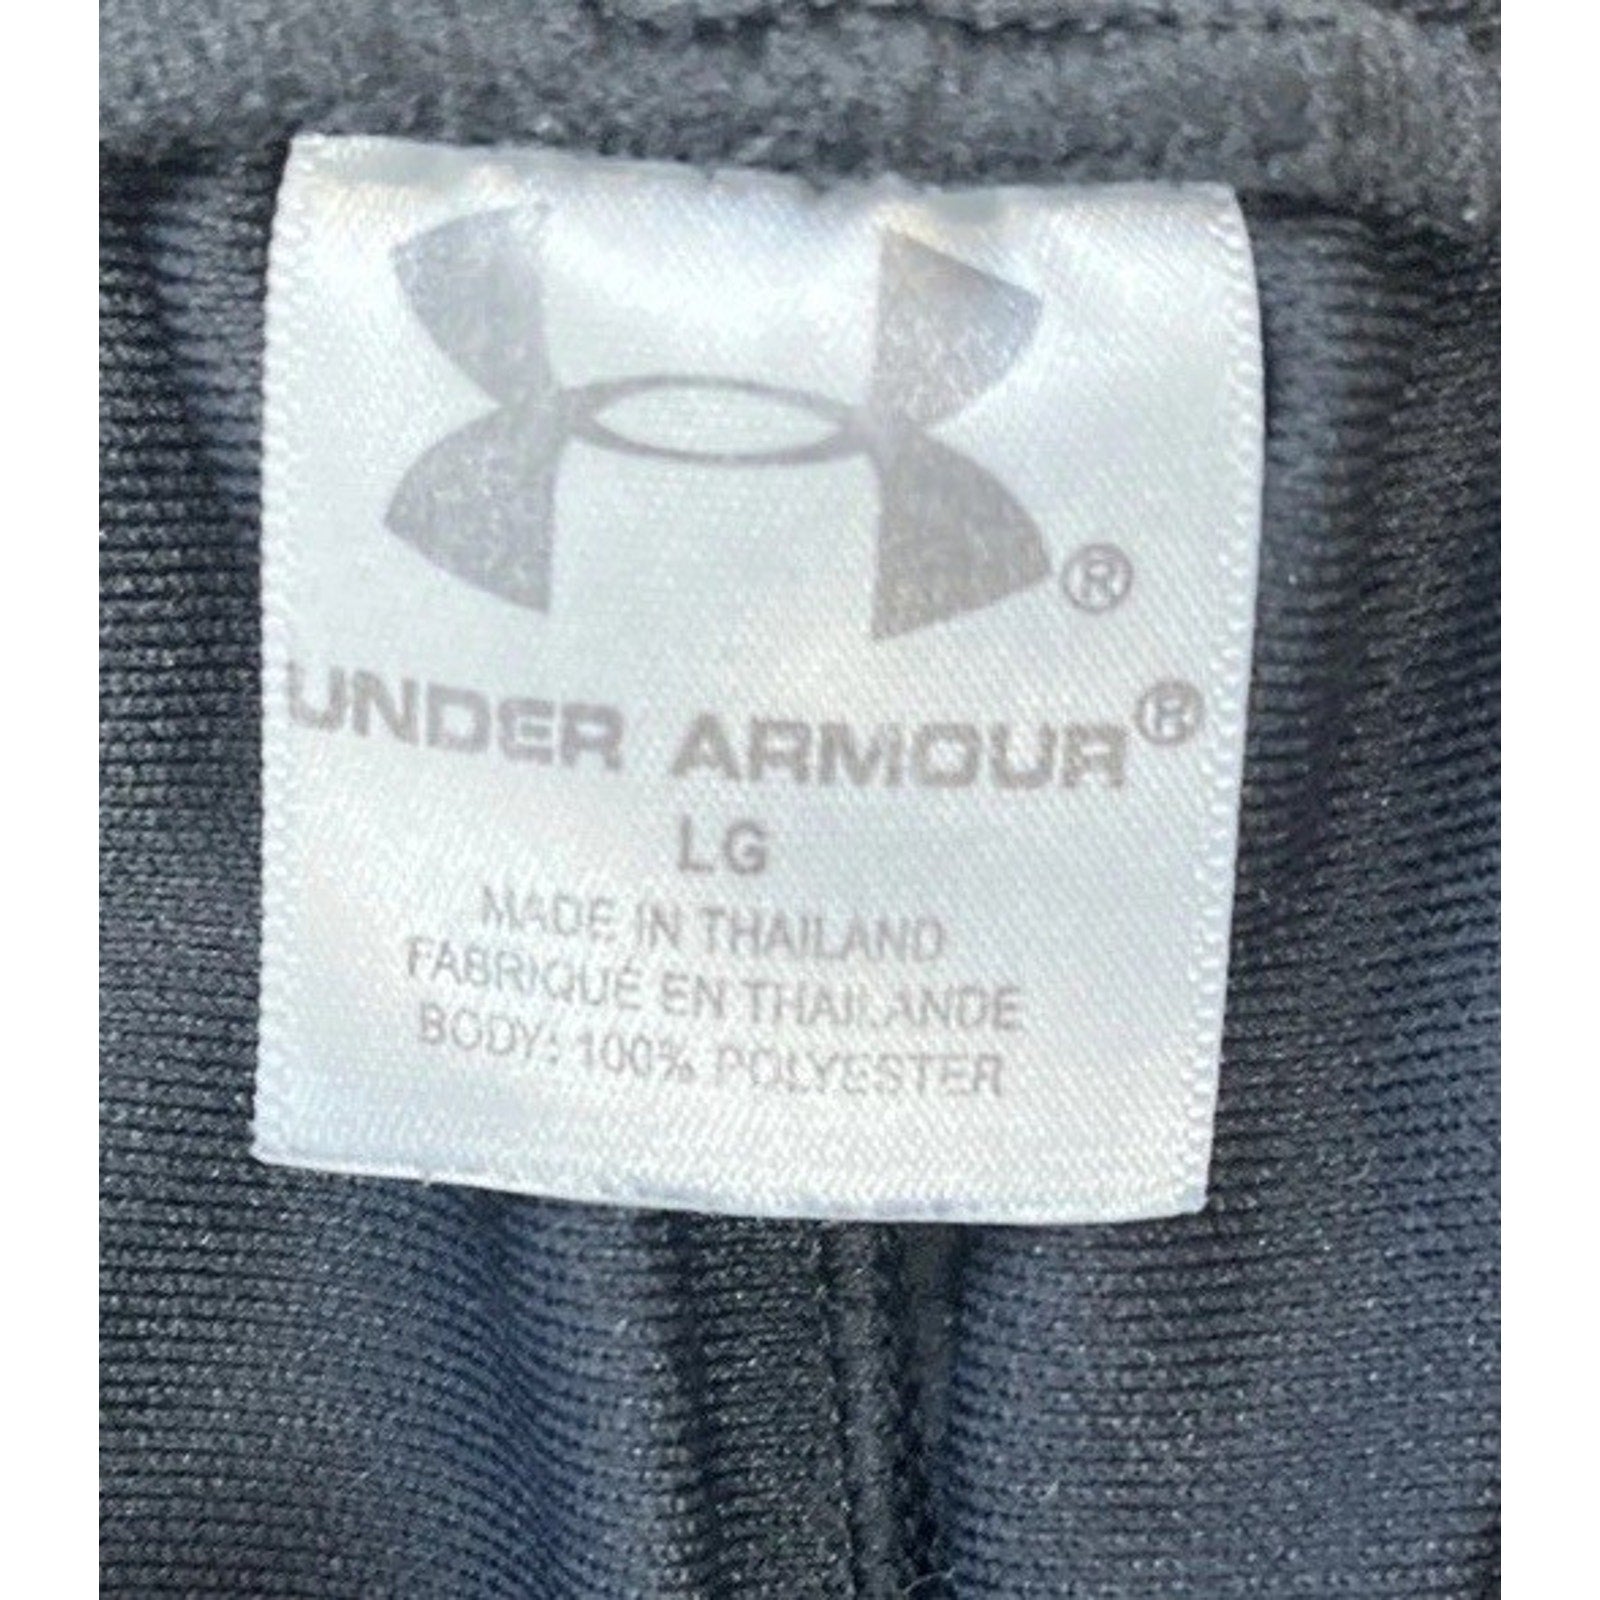 ®
UNDER ARMOUR®
LG
MADE IN THAILAND
FABRIQUÉ EN THAILANDE
BODY: 100% POLYESTER